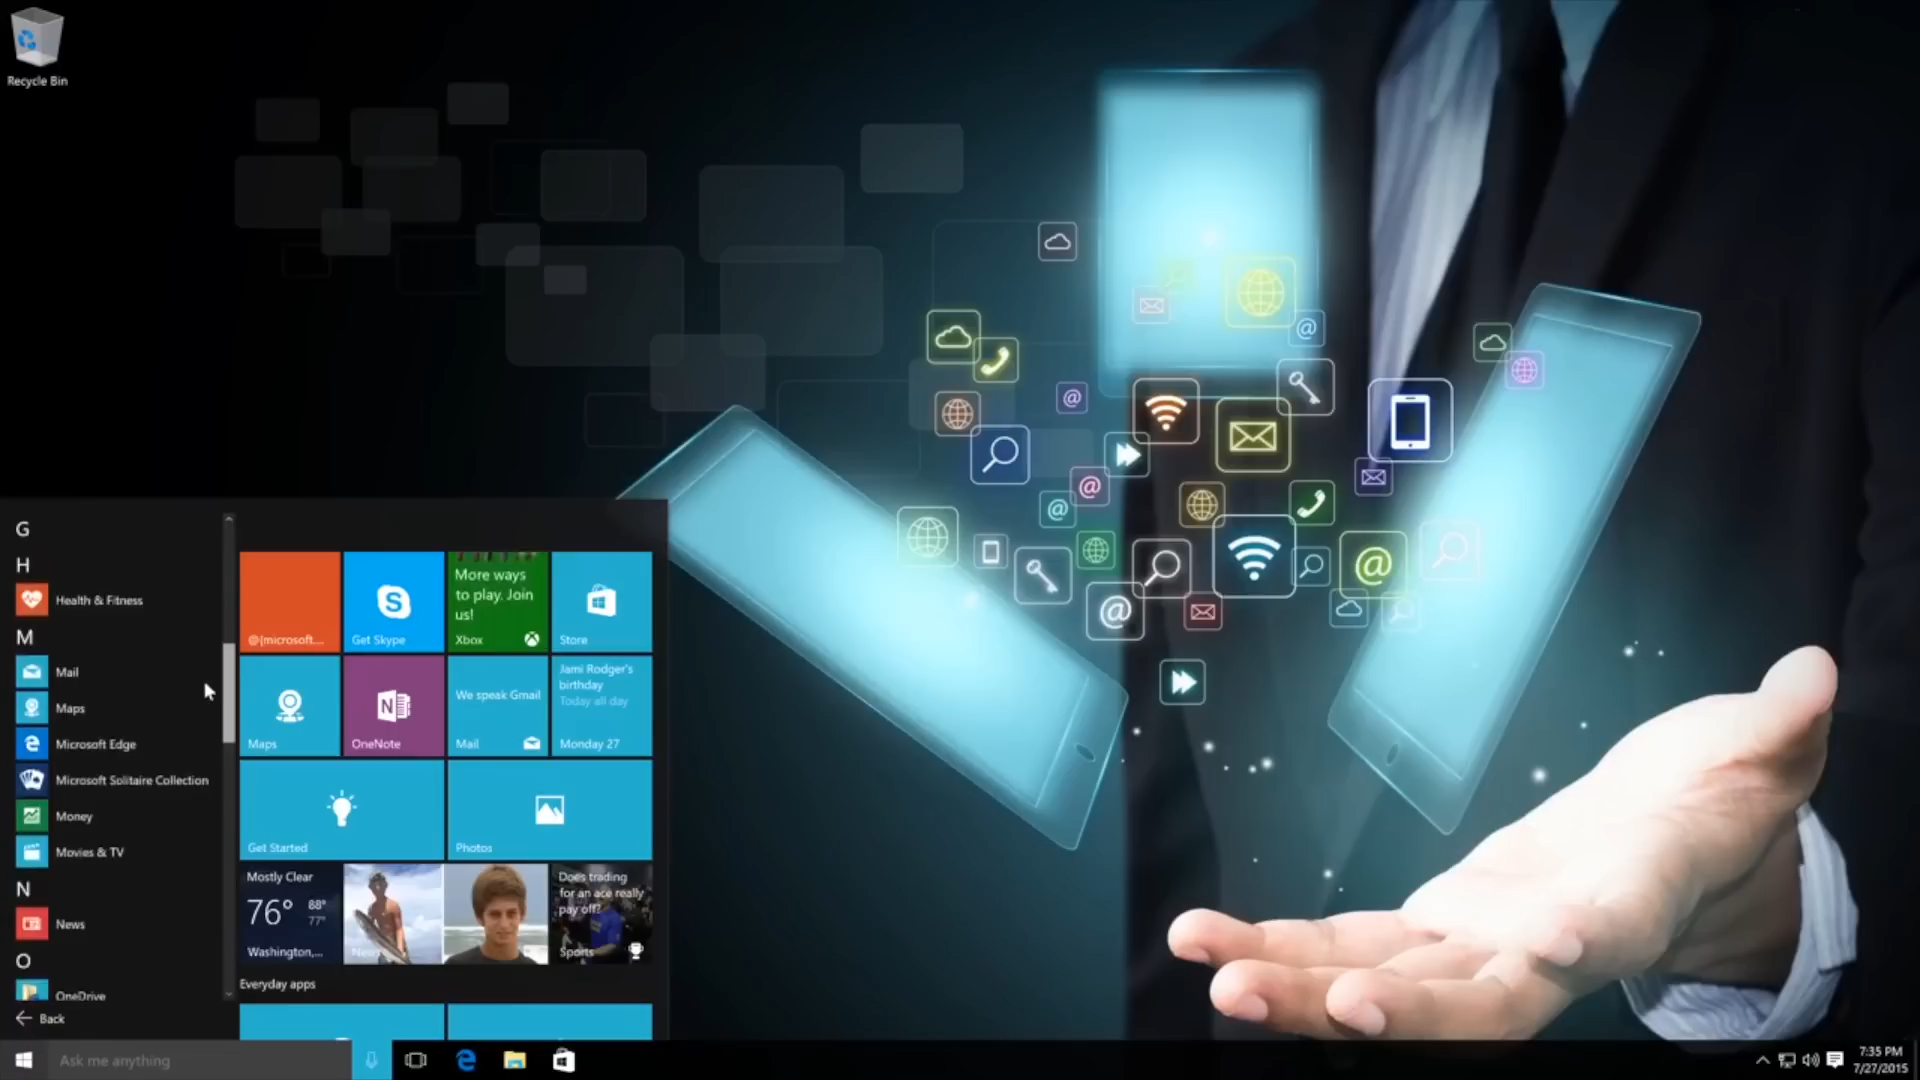 Recycle Bin
G
H
Health & Fitness
M
Mail
Maps
Microsoft Edge
Microsoft Solitaire Collection
Money
Movies & TV
N
News
O
OneDrive
Back
@{microsoft...
Get Skype
More ways
to play. Join
us!
Xbox
Store
Maps
OneNote
We speak Gmail
Mail
Jami Rodger's
birthday
Today all day
Monday 27
Get Started
Photos
Mostly Clear
76°
88°
77°
Washington,...
News
Does trading
for an ace really
pay off?
Sports
Everyday apps
Ask me anything
7:35 PM
7/27/2015